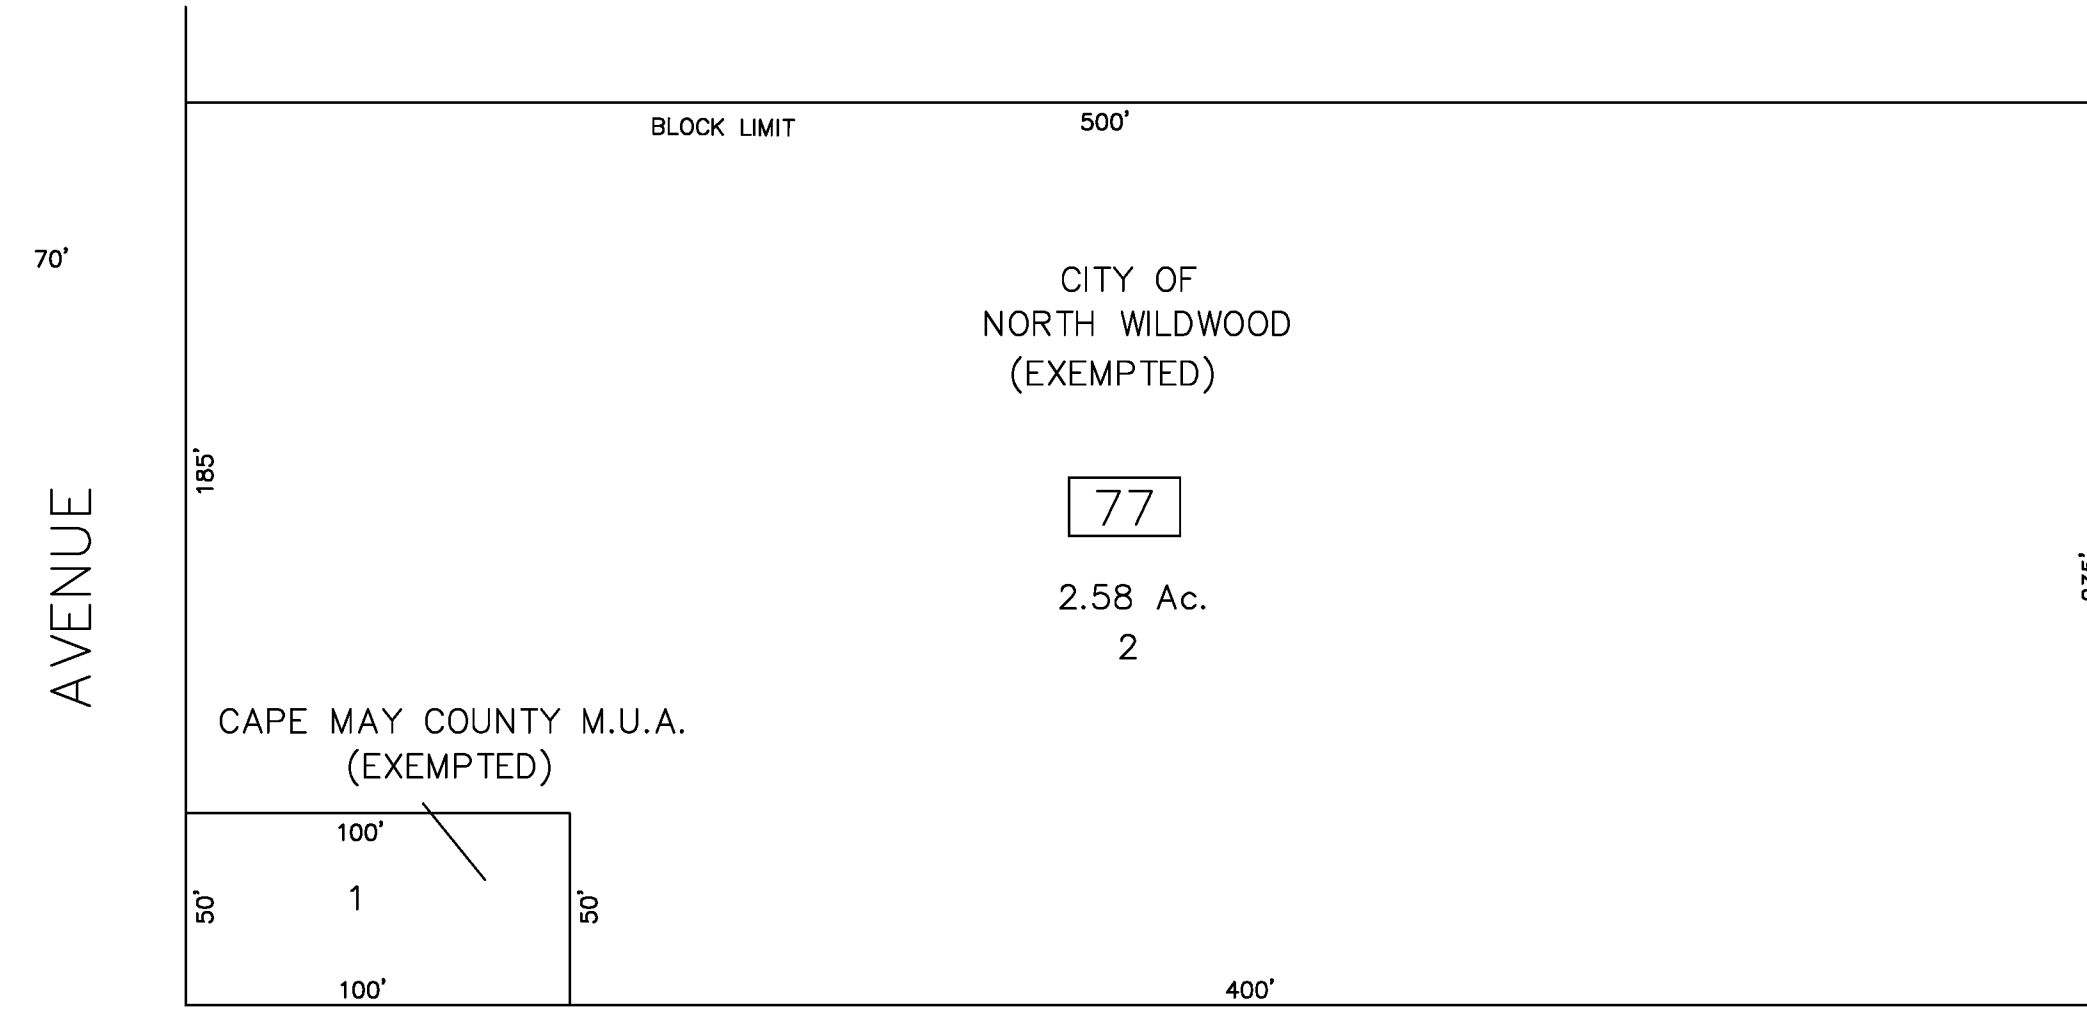 BLOCK LIMIT
500'
70'
CITY OF
NORTH WILDWOOD
(EXEMPTED)
185'
77
AVENUE
2.58 Ac.
2
CAPE MAY COUNTY M.U.A.
(EXEMPTED)
100'
1
50'
50'
100'
400'